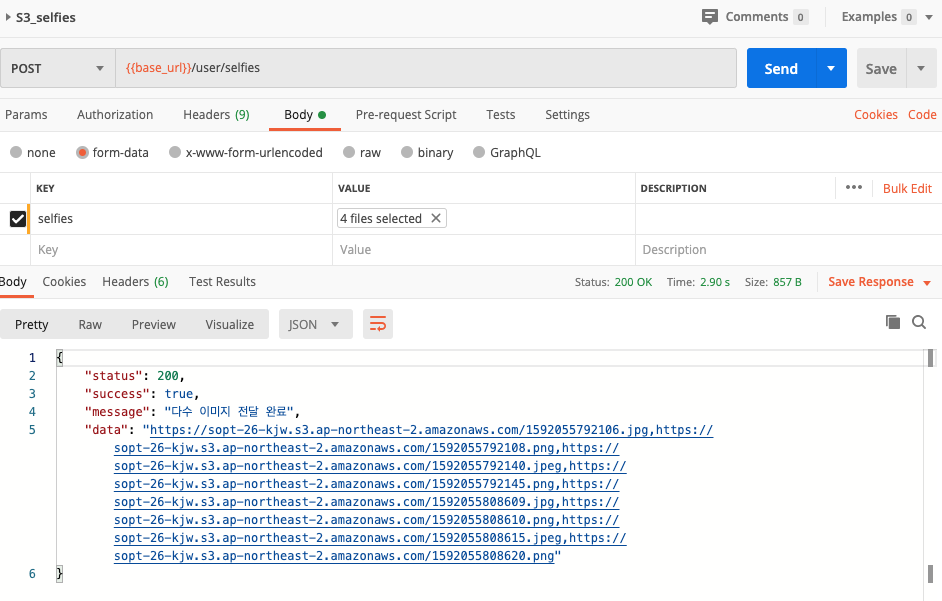 S3_selfies Comments 0 Examples 0
POST {{base_url}}/user/selfies Send Save
Params Authorization Headers (9) Body Pre-request Script Tests Settings Cookies Code
none form-data x-www-form-urlencoded raw binary GraphQL
KEY VALUE DESCRIPTION ••• Bulk Edit
selfies 4 files selected
Key Value Description
Body Cookies Headers (6) Test Results Status: 200 OK Time: 2.90 s Size: 857 B Save Response
Pretty Raw Preview Visualize JSON
1 {
2 "status": 200,
3 "success": true,
4 "message": "다수 이미지 전달 완료",
5 "data": "https://sopt-26-kjw.s3.ap-northeast-2.amazonaws.com/1592055792106.jpg,https://
sopt-26-kjw.s3.ap-northeast-2.amazonaws.com/1592055792108.png,https://
sopt-26-kjw.s3.ap-northeast-2.amazonaws.com/1592055792140.jpeg,https://
sopt-26-kjw.s3.ap-northeast-2.amazonaws.com/1592055792145.png,https://
sopt-26-kjw.s3.ap-northeast-2.amazonaws.com/1592055808609.jpg,https://
sopt-26-kjw.s3.ap-northeast-2.amazonaws.com/1592055808610.png,https://
sopt-26-kjw.s3.ap-northeast-2.amazonaws.com/1592055808615.jpeg,https://
sopt-26-kjw.s3.ap-northeast-2.amazonaws.com/1592055808620.png"
6 }